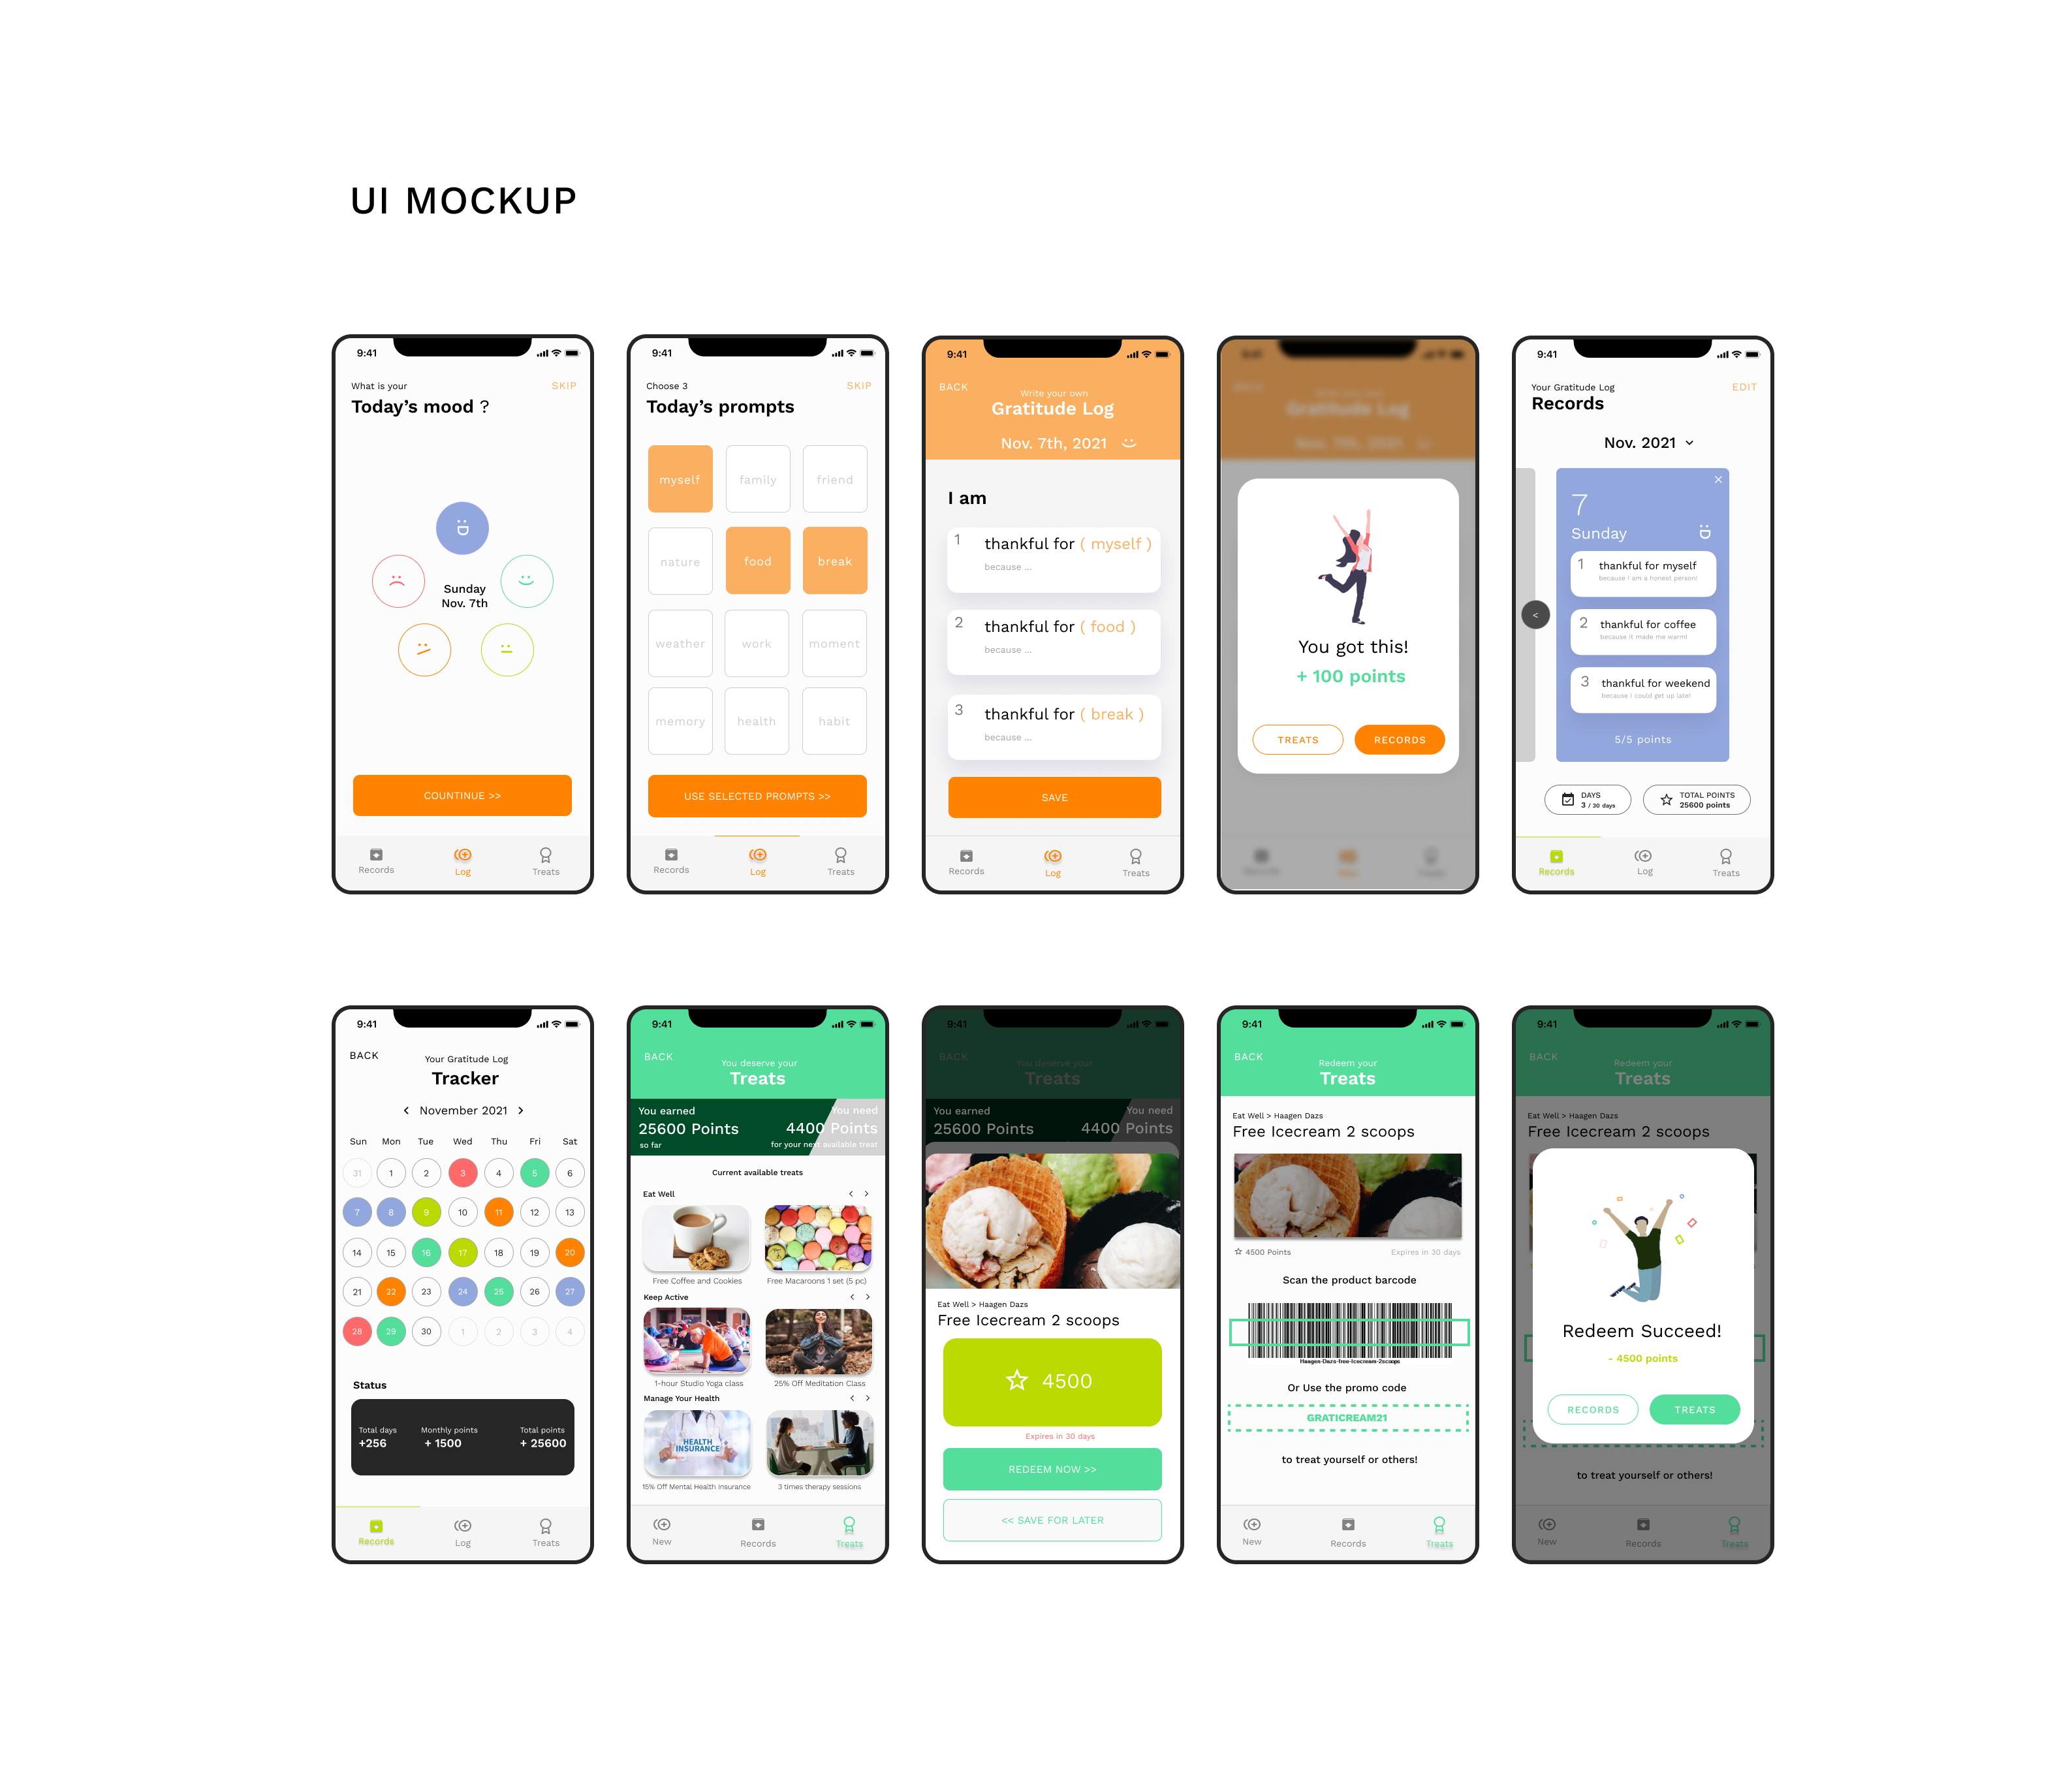 UI MOCKUP
9:41
What is your
SKIP
Today's mood ?
Sunday
Nov. 7th
COUNTINUE >>
Records
Log
Treats
9:41
Choose 3
SKIP
Today's prompts
myself
family
friend
nature
food
break
weather
work
moment
memory
health
habit
USE SELECTED PROMPTS >>
Records
Log
Treats
9:41
BACK
Write your own
Gratitude Log
Nov. 7th, 2021
I am
1
thankful for ( myself )
because ...
2
thankful for ( food )
because ...
3
thankful for ( break )
because ...
SAVE
Records
Log
Treats
Gratitude Log
Nov. 7th, 2021
You got this!
+ 100 points
TREATS
RECORDS
9:41
Your Gratitude Log
EDIT
Records
Nov. 2021
7
Sunday
1
thankful for myself
because I am a honest person!
2
thankful for coffee
because it made me warm!
3
thankful for weekend
because I could get up late!
5/5 points
<
DAYS
3 / 30 days
TOTAL POINTS
25600 points
Records
Log
Treats
9:41
BACK
Your Gratitude Log
Tracker
< November 2021 >
Sun Mon Tue Wed Thu Fri Sat
31 1 2 3 4 5 6
7 8 9 10 11 12 13
14 15 16 17 18 19 20
21 22 23 24 25 26 27
28 29 30 1 2 3 4
Status
Total days
+256
Monthly points
+ 1500
Total points
+ 25600
Records
Log
Treats
9:41
BACK
You deserve your
Treats
You earned
25600 Points
so far
You need
4400 Points
for your next available treat
Current available treats
Eat Well
< >
Free Coffee and Cookies
Free Macaroons 1 set (5 pc)
Keep Active
< >
1-hour Studio Yoga class
25% Off Meditation Class
Manage Your Health
< >
HEALTH
INSURANCE
15% Off Mental Health Insurance
3 times therapy sessions
New
Records
Treats
9:41
BACK
You deserve your
Treats
You earned
25600 Points
You need
4400 Points
Eat Well > Haagen Dazs
Free Icecream 2 scoops
4500
Expires in 30 days
REDEEM NOW >>
<< SAVE FOR LATER
9:41
BACK
Redeem your
Treats
Eat Well > Haagen Dazs
Free Icecream 2 scoops
4500 Points
Expires in 30 days
Scan the product barcode
Haagen-Dazs-free-Icecream-2scoops
Or Use the promo code
GRATICREAM21
to treat yourself or others!
New
Records
Treats
9:41
BACK
Redeem your
Treats
Eat Well > Haagen Dazs
Free Icecream 2 scoops
Redeem Succeed!
- 4500 points
RECORDS
TREATS
to treat yourself or others!
New
Records
Treats